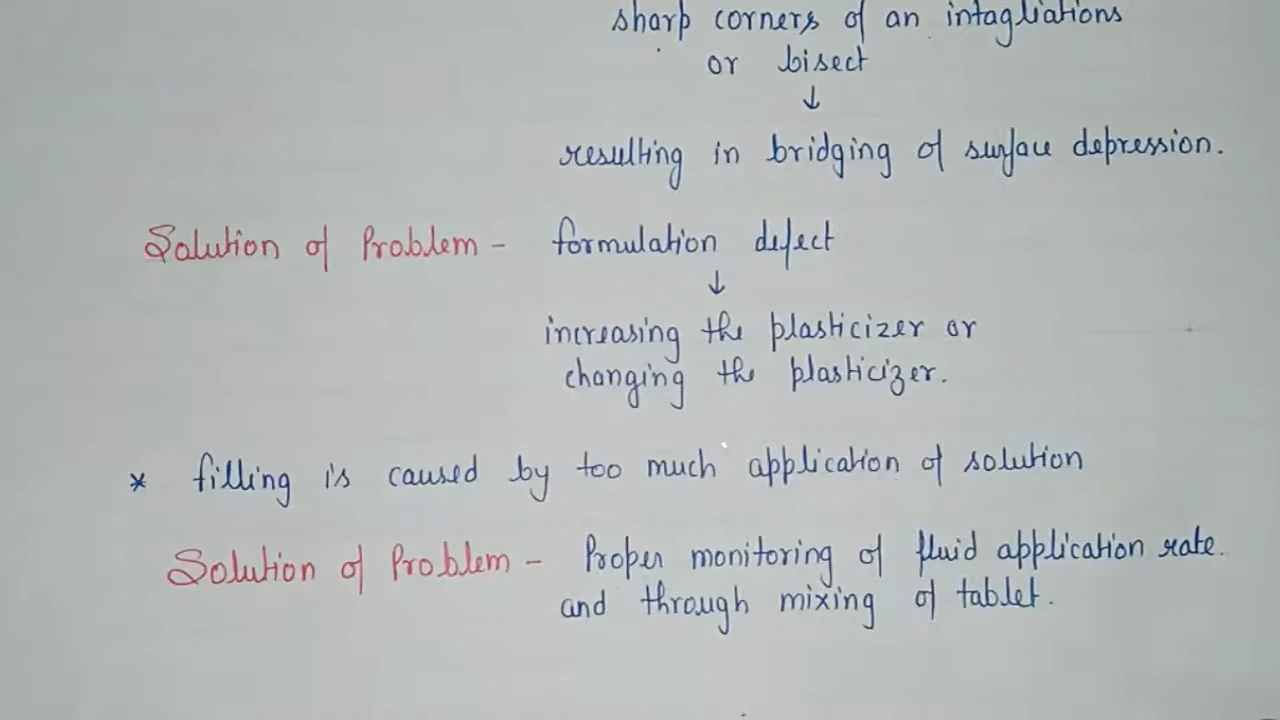 sharp corners of an intagliations
or bisect
↓
resulting in bridging of surface depression.
Solution of Problem - formulation defect
↓
increasing the plasticizer or
changing the plasticizer.
* filling is caused by too much application of solution
Solution of Problem - Proper monitoring of fluid application rate.
and through mixing of tablet.